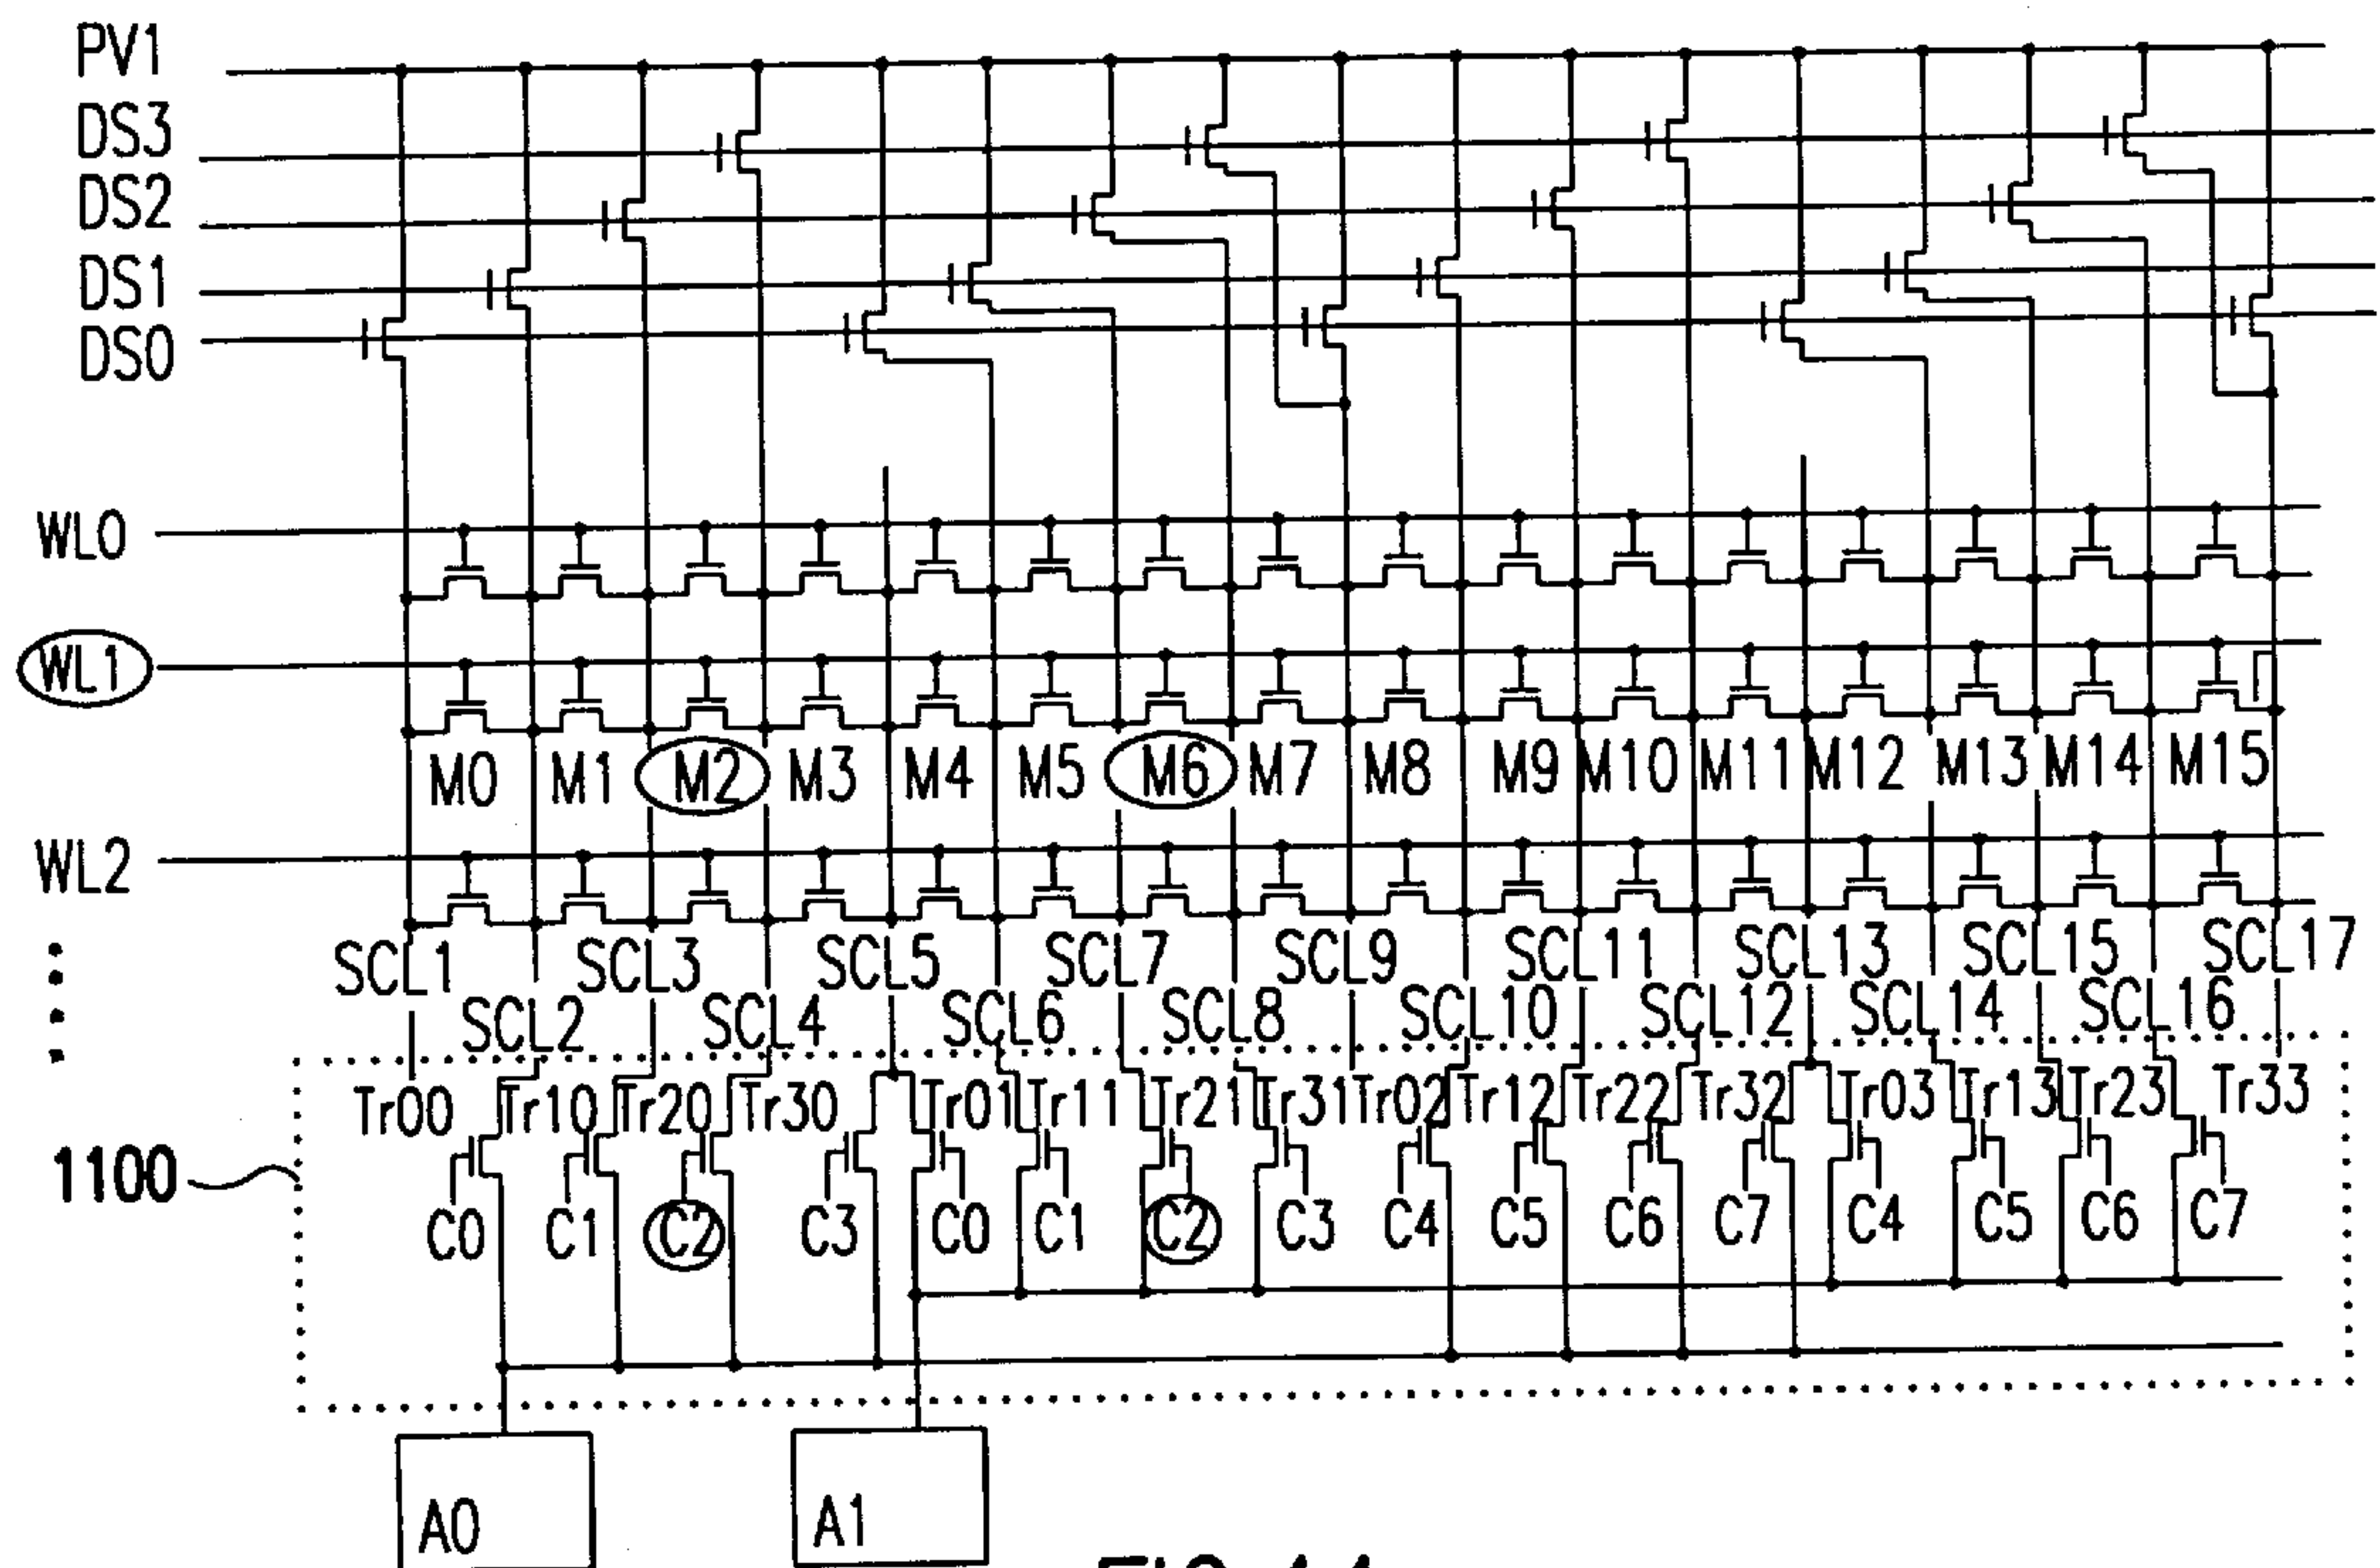 PV1
DS3
DS2
DS1
DS0
WL0
WL1
M0 M1 M2 M3 M4 M5 M6 M7 M8 M9 M10 M11 M12 M13 M14 M15
WL2
SCL1 SCL3 SCL5 SCL7 SCL9 SCL11 SCL13 SCL15 SCL17
SCL2 SCL4 SCL6 SCL8 SCL10 SCL12 SCL14 SCL16
Tr00 Tr10 Tr20 Tr30 Tr01 Tr11 Tr21 Tr31 Tr02 Tr12 Tr22 Tr32 Tr03 Tr13 Tr23 Tr33
1100
C0 C1 C2 C3 C0 C1 C2 C3 C4 C5 C6 C7 C4 C5 C6 C7
A0 A1